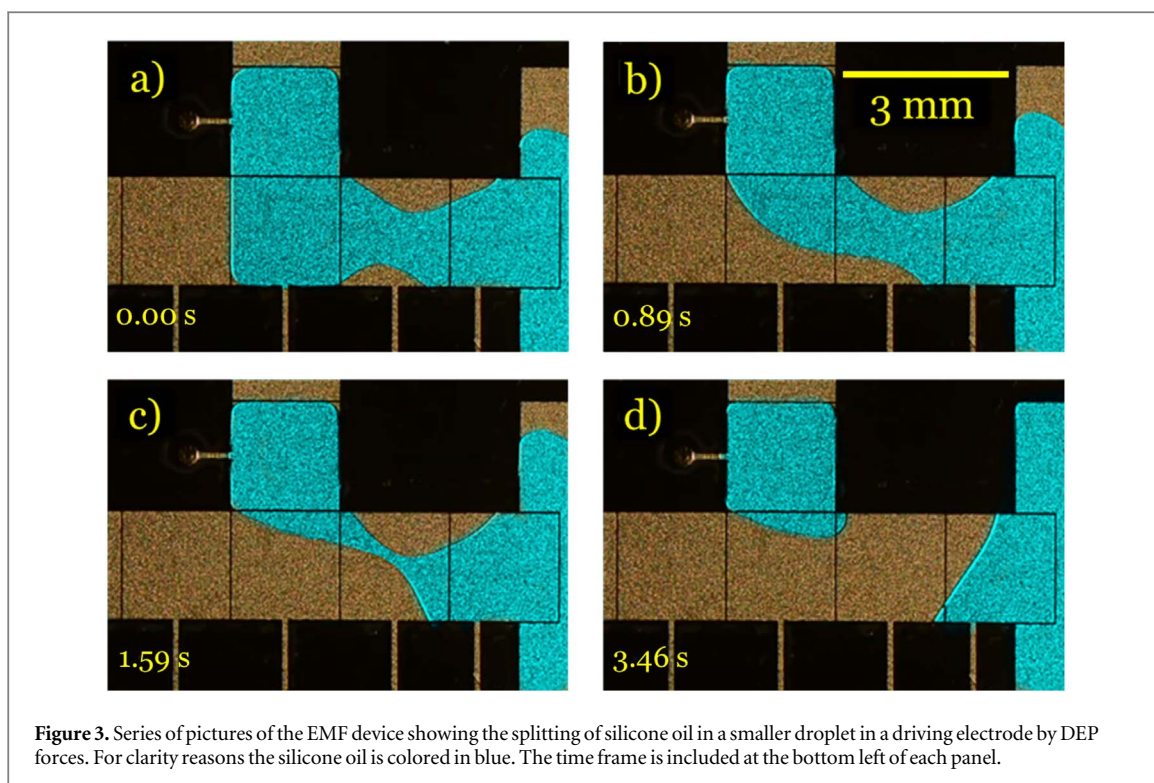 a)
b)
3 mm
0.00 s
0.89 s
c)
d)
1.59 s
3.46 s
Figure 3. Series of pictures of the EMF device showing the splitting of silicone oil in a smaller droplet in a driving electrode by DEP
forces. For clarity reasons the silicone oil is colored in blue. The time frame is included at the bottom left of each panel.